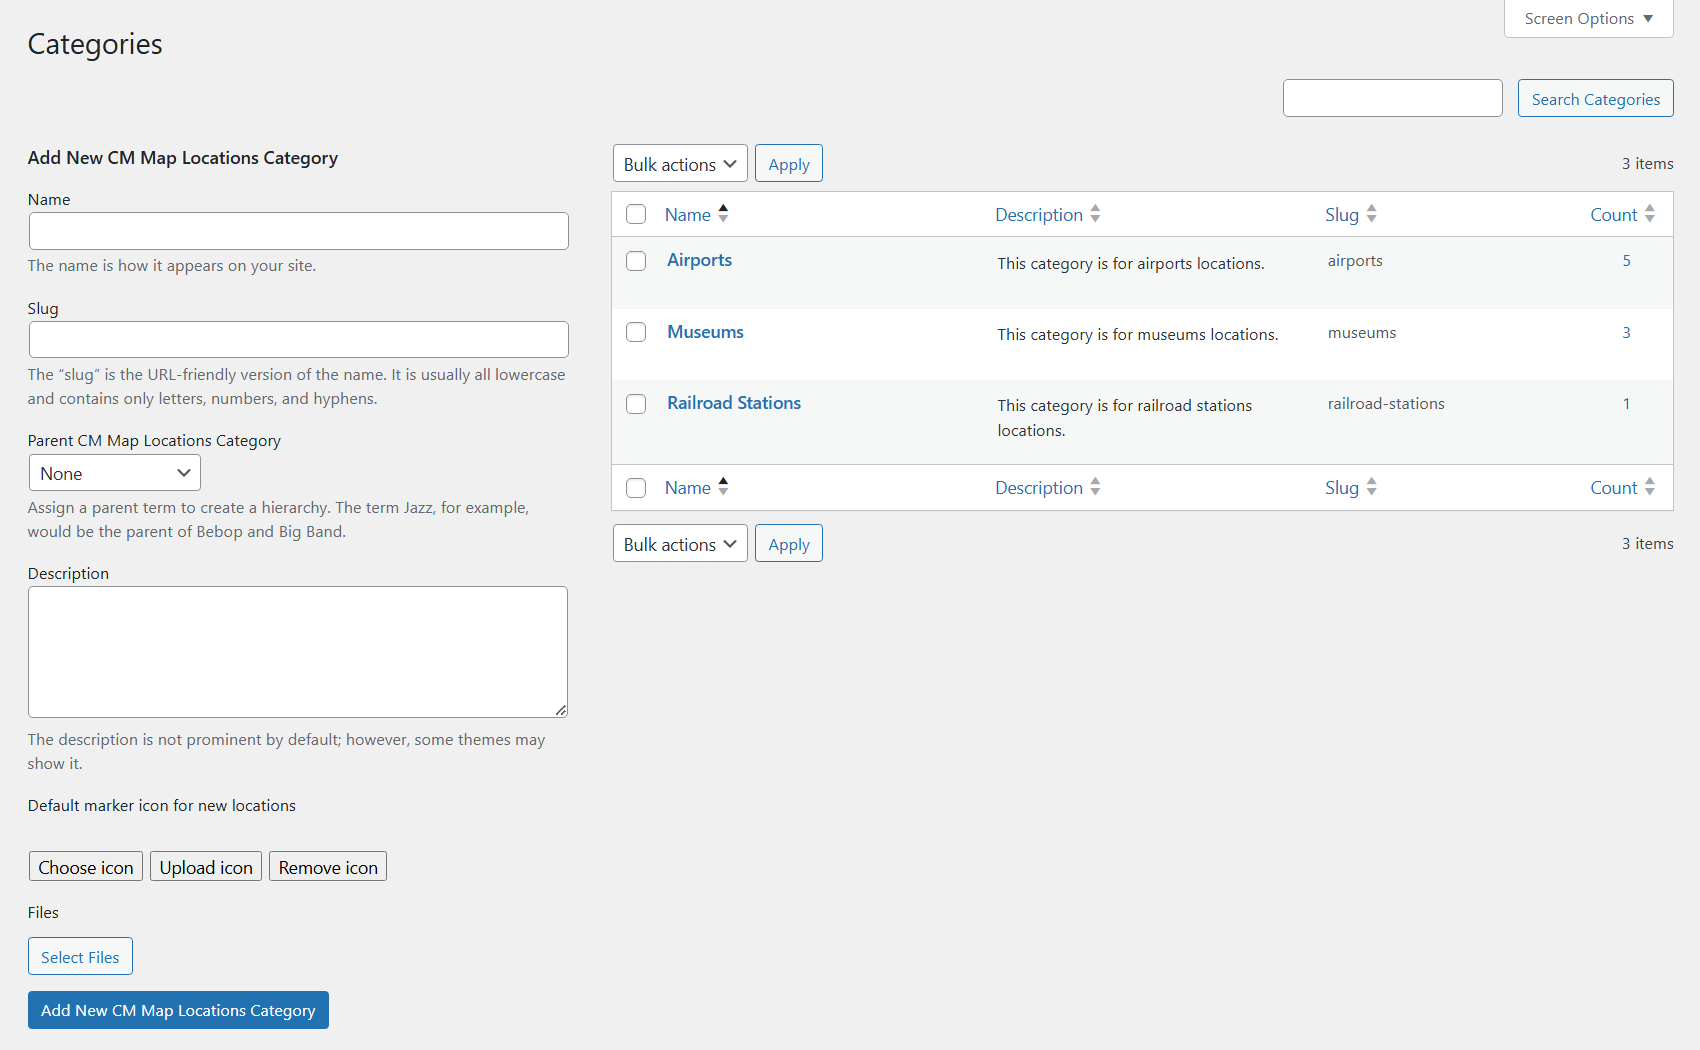 Screen Options
Categories
Search Categories
Add New CM Map Locations Category
Name
The name is how it appears on your site.
Slug
The “slug” is the URL-friendly version of the name. It is usually all lowercase
and contains only letters, numbers, and hyphens.
Parent CM Map Locations Category
None
Assign a parent term to create a hierarchy. The term Jazz, for example,
would be the parent of Bebop and Big Band.
Description
The description is not prominent by default; however, some themes may
show it.
Default marker icon for new locations
Choose icon Upload icon Remove icon
Files
Select Files
Add New CM Map Locations Category
Bulk actions Apply 3 items
Name Description Slug Count
Airports This category is for airports locations. airports 5
Museums This category is for museums locations. museums 3
Railroad Stations This category is for railroad stations railroad-stations 1
locations.
Name Description Slug Count
Bulk actions Apply 3 items